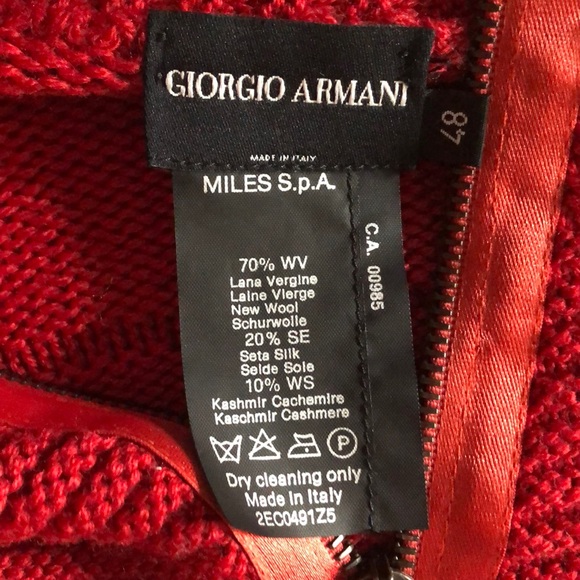 GIORGIO ARMANI
MADE IN ITALY
48
MILES S.p.A.
C.A. 00985
70% WV
Lana Vergine
Laine Vierge
New Wool
Schurwolle
20% SE
Seta Silk
Seide Soie
10% WS
Kashmir Cachemire
Kaschmir Cashmere
P
Dry cleaning only
Made in Italy
2EC0491Z5